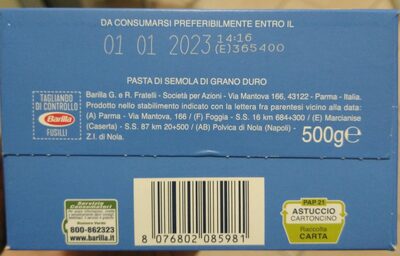 DA CONSUMARSI PREFERIBILMENTE ENTRO IL
01 01 2023 14:16
(E)365400
PASTA DI SEMOLA DI GRANO DURO
TAGLIANDO
DI CONTROLLO
Barilla
FUSILLI
Barilla G. e R. Fratelli - Società per Azioni - Via Mantova 166, 43122 - Parma - Italia.
Prodotto nello stabilimento indicato con la lettera fra parentesi vicino alla data:
(A) Parma - Via Mantova 166 / (F) Foggia - S.S. 16 km 684+300 / (E) Marcianise
(Caserta) - S.S. 87 km 20+500 / (AB) Polvica di Nola (Napoli) -
Z.I. di Nola.
500g℮
Servizio
Consumatori
Numero Verde
800-862323
www.barilla.it
8 076802 085981
PAP 21
ASTUCCIO
CARTONCINO
Raccolta
CARTA